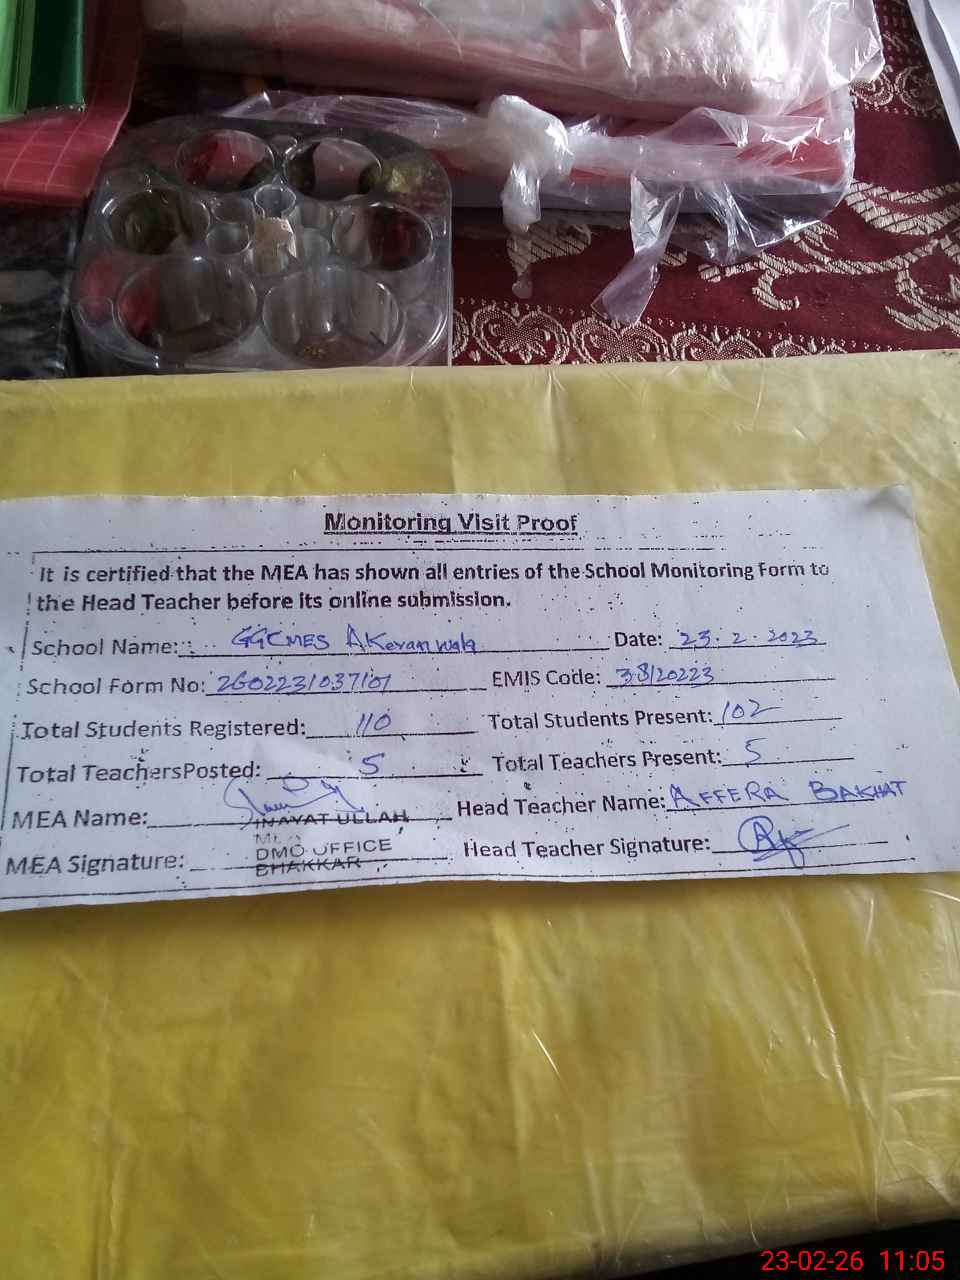 Monitoring Visit Proof
It is certified that the MEA has shown all entries of the School Monitoring Form to
the Head Teacher before its online submission.
School Name: GGCMES AKeranwala Date: 23.2.2023
School Form No: 2602231037101 EMIS Code: 38120223
Total Students Registered: 110 Total Students Present: 102
Total TeachersPosted: 5 Total Teachers Present: 5
MEA Name: INAYAT ULLAH Head Teacher Name: AFFERA BAKHAT
MEA
MEA Signature: DMO OFFICE Head Teacher Signature:
BHAKKAR
23-02-26 11:05